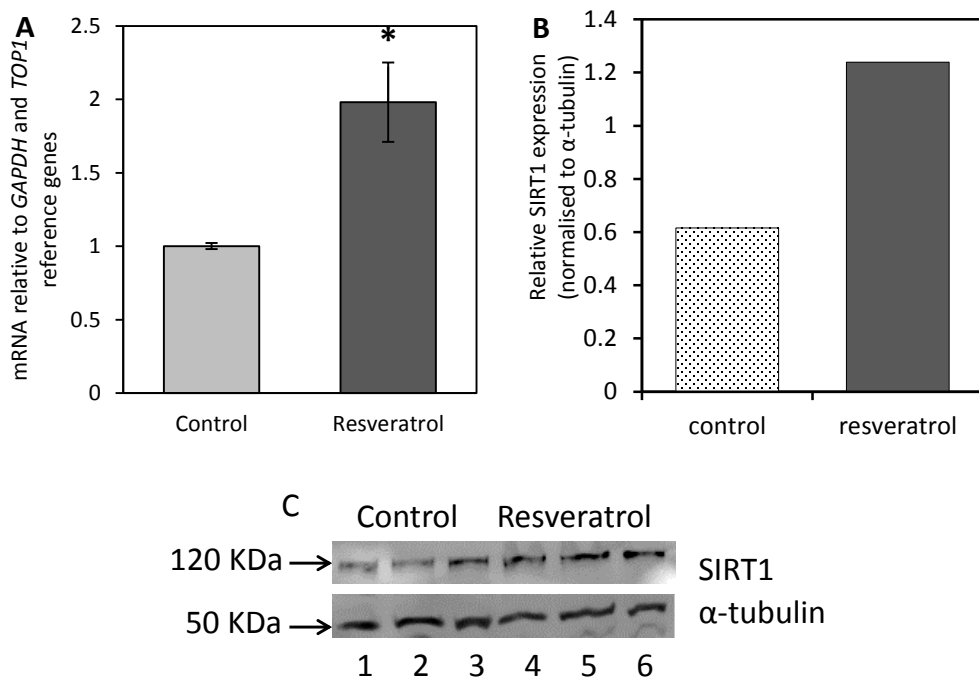 A
mRNA relative to GAPDH and TOP1
reference genes
2.5
2
1.5
1
0.5
0
*
Control
Resveratrol
B
Relative SIRT1 expression
(normalised to α-tubulin)
1.4
1.2
1
0.8
0.6
0.4
0.2
0
control
resveratrol
C
Control
Resveratrol
120 KDa
SIRT1
50 KDa
α-tubulin
1 2 3 4 5 6